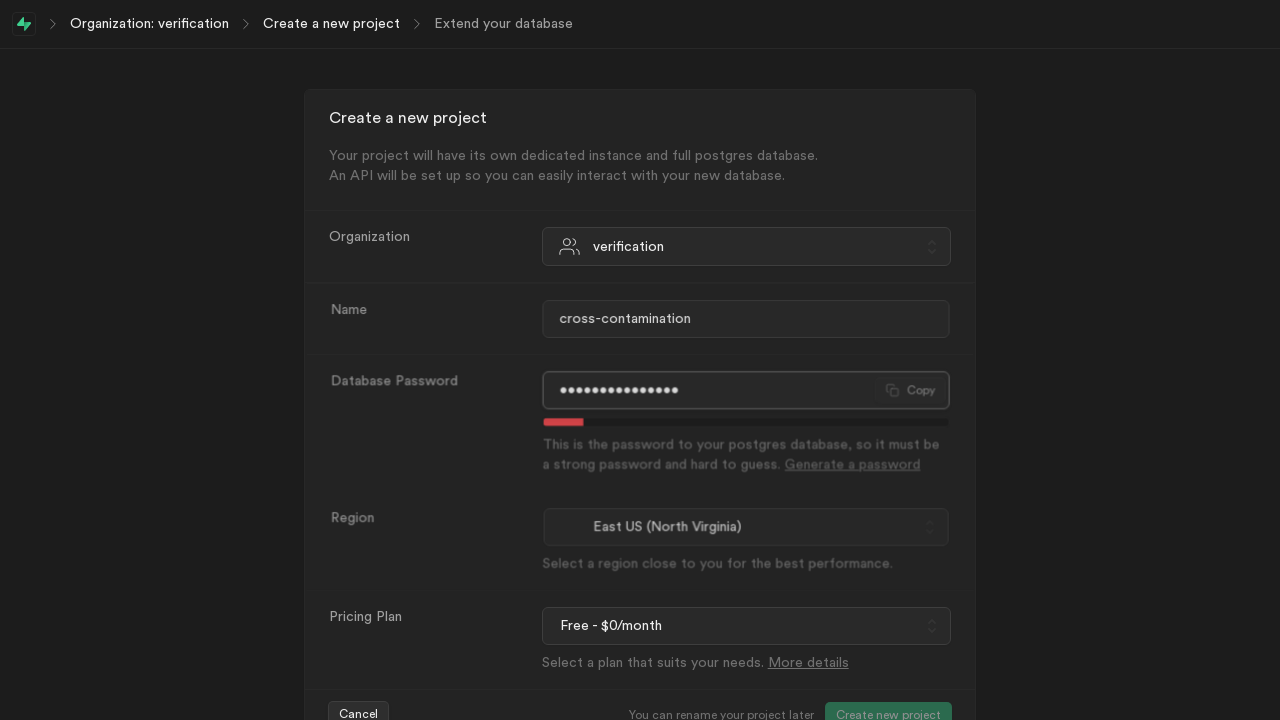 Organization: verification
Create a new project
Extend your database
Create a new project
Your project will have its own dedicated instance and full postgres database.
An API will be set up so you can easily interact with your new database.
Organization
verification
Name
cross-contamination
Database Password
•••••••••••••••
Copy
This is the password to your postgres database, so it must be
a strong password and hard to guess. Generate a password
Region
East US (North Virginia)
Select a region close to you for the best performance.
Pricing Plan
Free - $0/month
Select a plan that suits your needs. More details
Cancel
You can rename your project later
Create new project